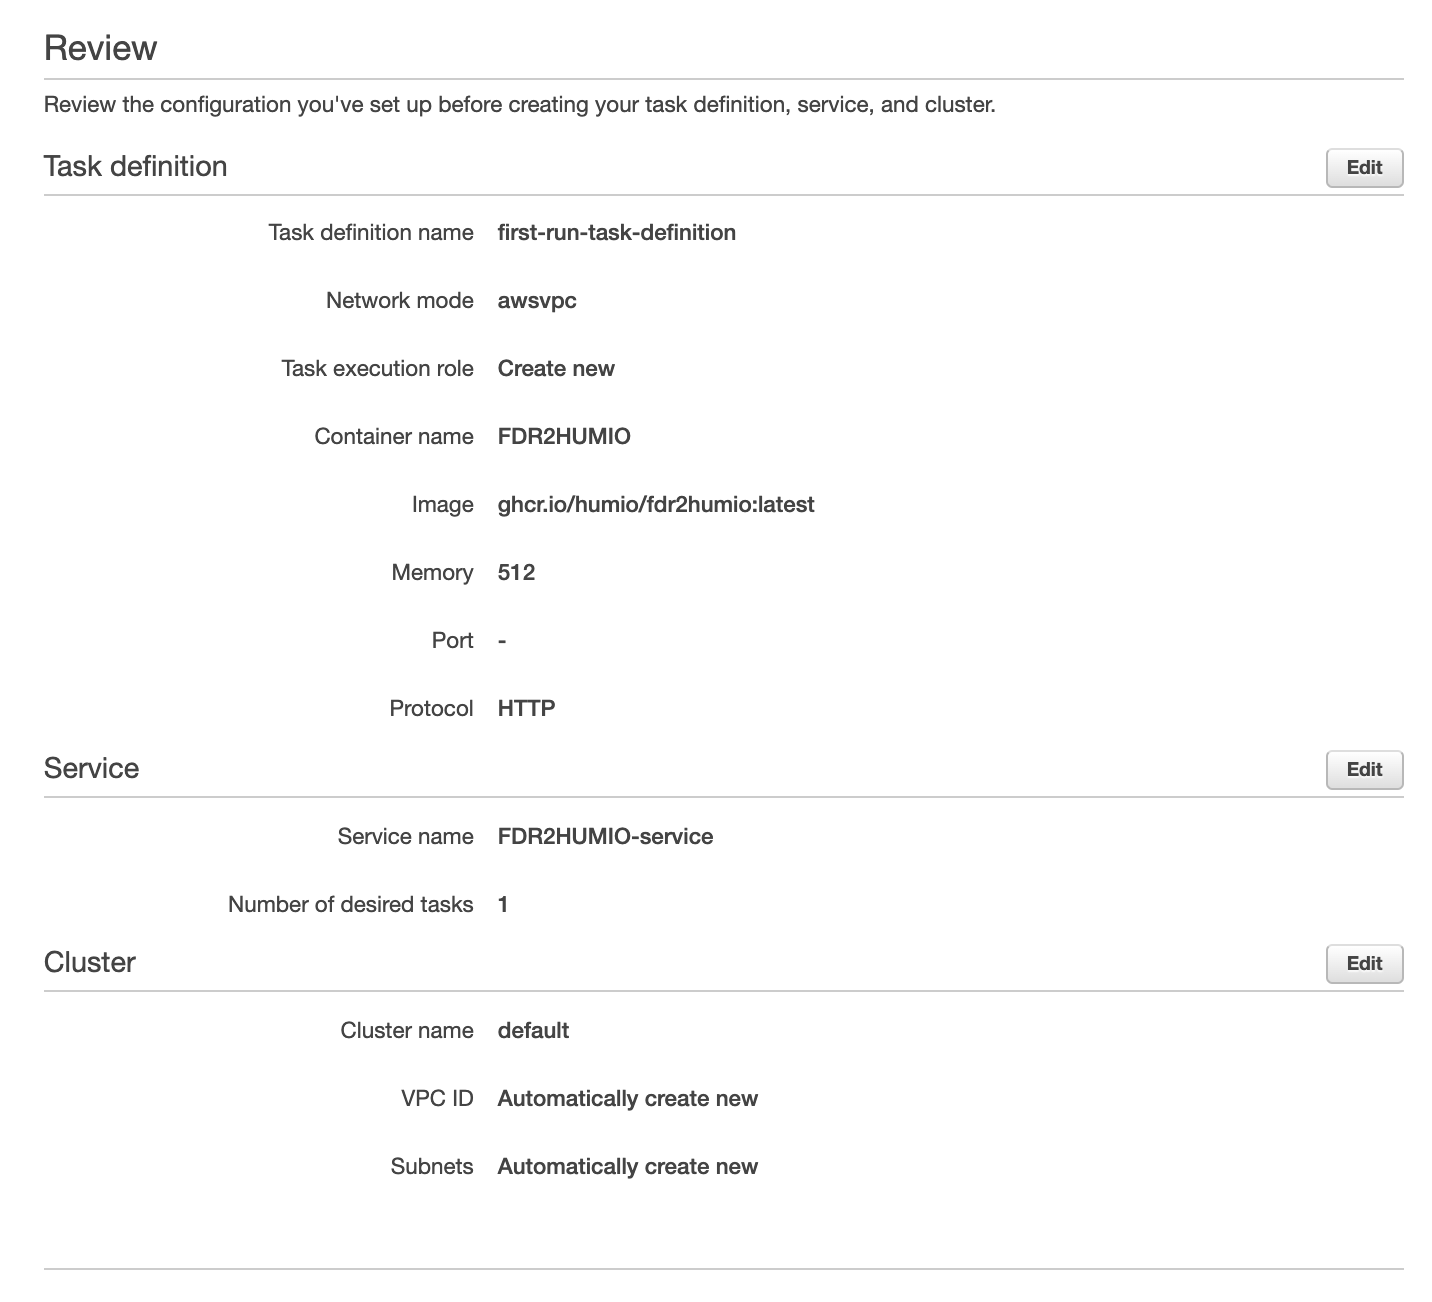 Review
Review the configuration you've set up before creating your task definition, service, and cluster.
Task definition
Edit
Task definition name first-run-task-definition
Network mode awsvpc
Task execution role Create new
Container name FDR2HUMIO
Image ghcr.io/humio/fdr2humio:latest
Memory 512
Port -
Protocol HTTP
Service
Edit
Service name FDR2HUMIO-service
Number of desired tasks 1
Cluster
Edit
Cluster name default
VPC ID Automatically create new
Subnets Automatically create new